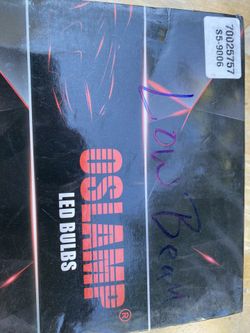 70025757
S5-9006
Low Beam
OSLAMP®
LED BULBS